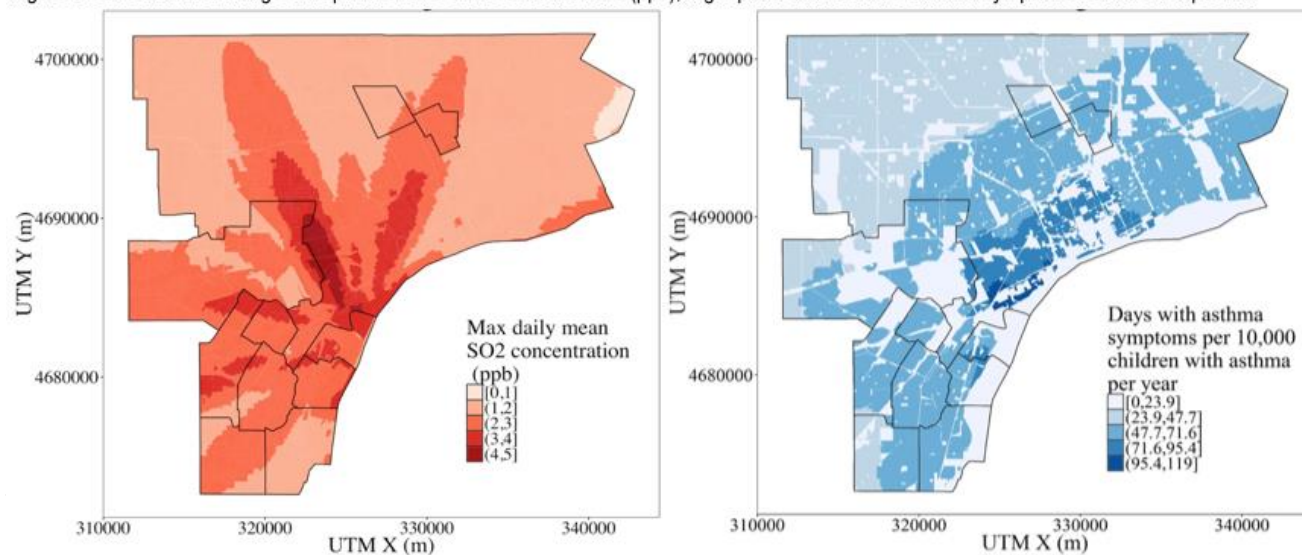 4700000
4690000
4680000
UTM Y (m)
310000 320000 330000 340000
UTM X (m)
Max daily mean
SO2 concentration
(ppb)
[0,1]
(1,2]
(2,3]
(3,4]
(4,5]
4700000
4690000
4680000
UTM Y (m)
310000 320000 330000 340000
UTM X (m)
Days with asthma
symptoms per 10,000
children with asthma
per year
[0,23.9]
(23.9,47.7]
(47.7,71.6]
(71.6,95.4]
(95.4,119]